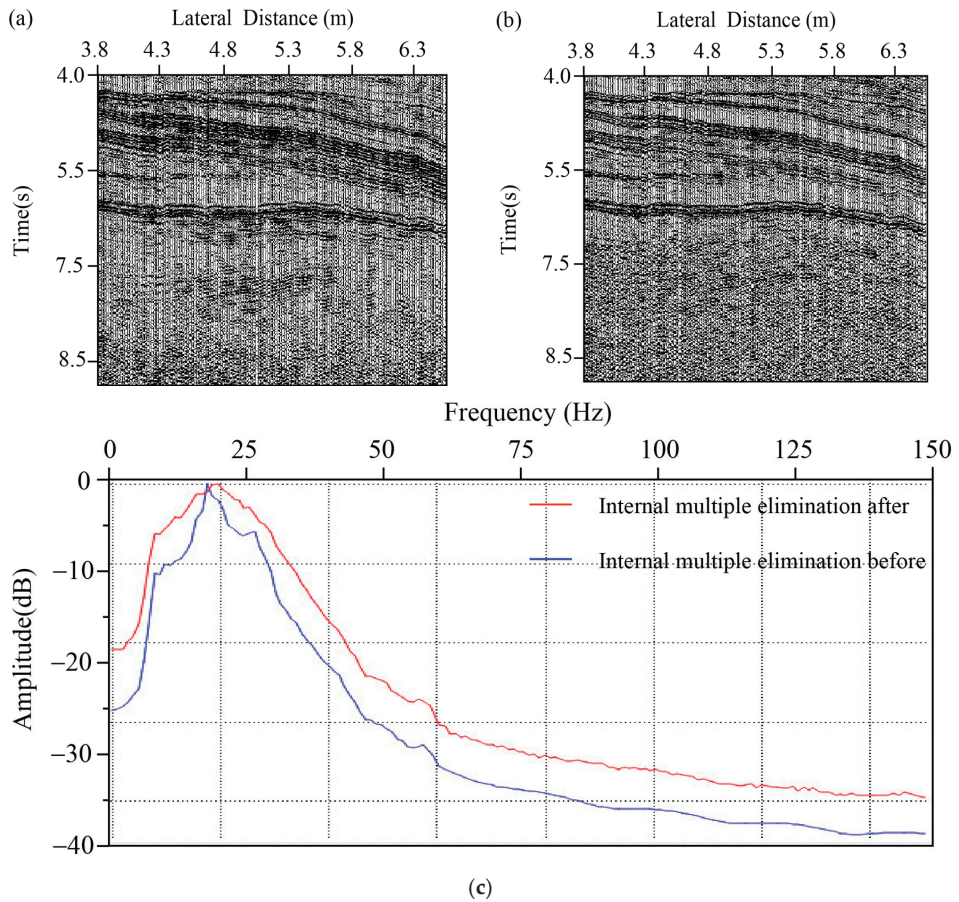 (a)
Lateral Distance (m)
3.8 4.3 4.8 5.3 5.8 6.3
4.0
5.5
7.5
8.5
Time(s)
(b)
Lateral Distance (m)
3.8 4.3 4.8 5.3 5.8 6.3
4.0
5.5
7.5
8.5
Time(s)
Frequency (Hz)
0 25 50 75 100 125 150
0
−10
−20
−30
−40
Amplitude(dB)
Internal multiple elimination after
Internal multiple elimination before
(c)